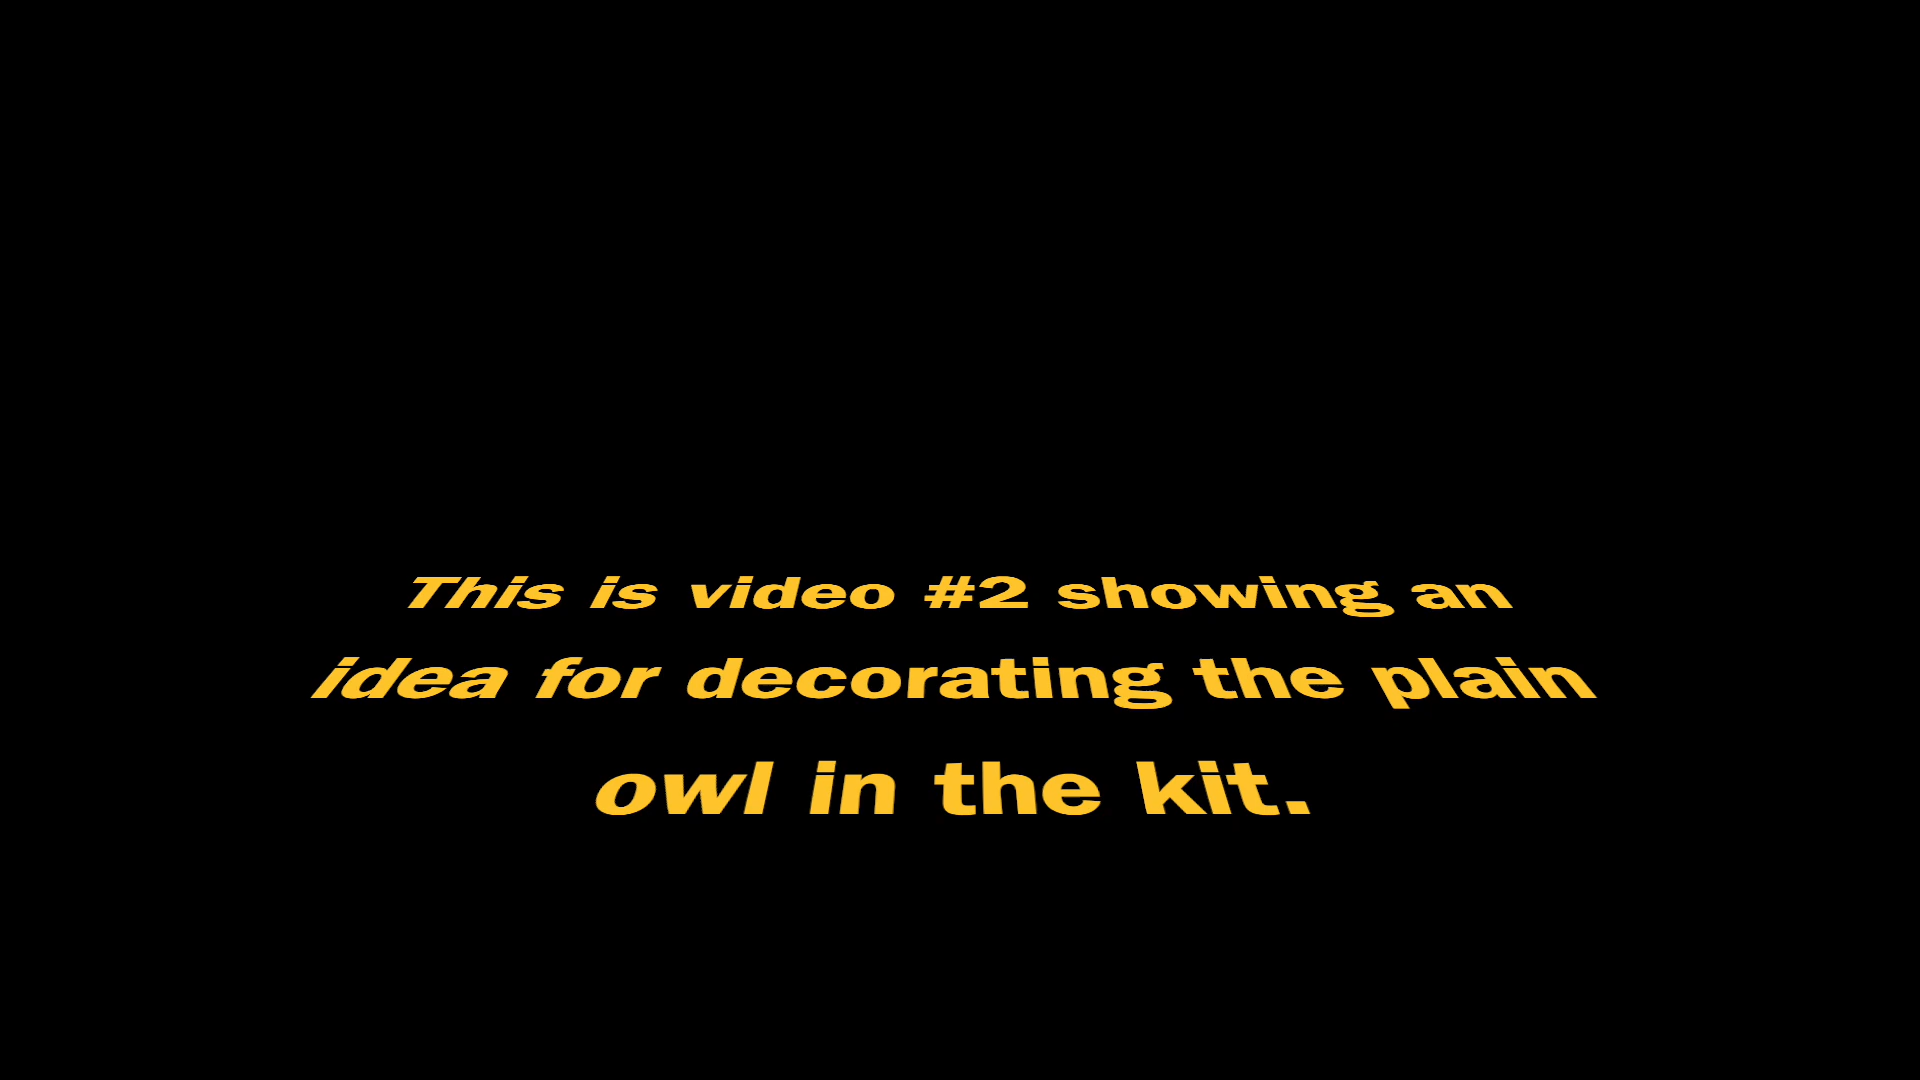 This is video #2 showing an
idea for decorating the plain
owl in the kit.